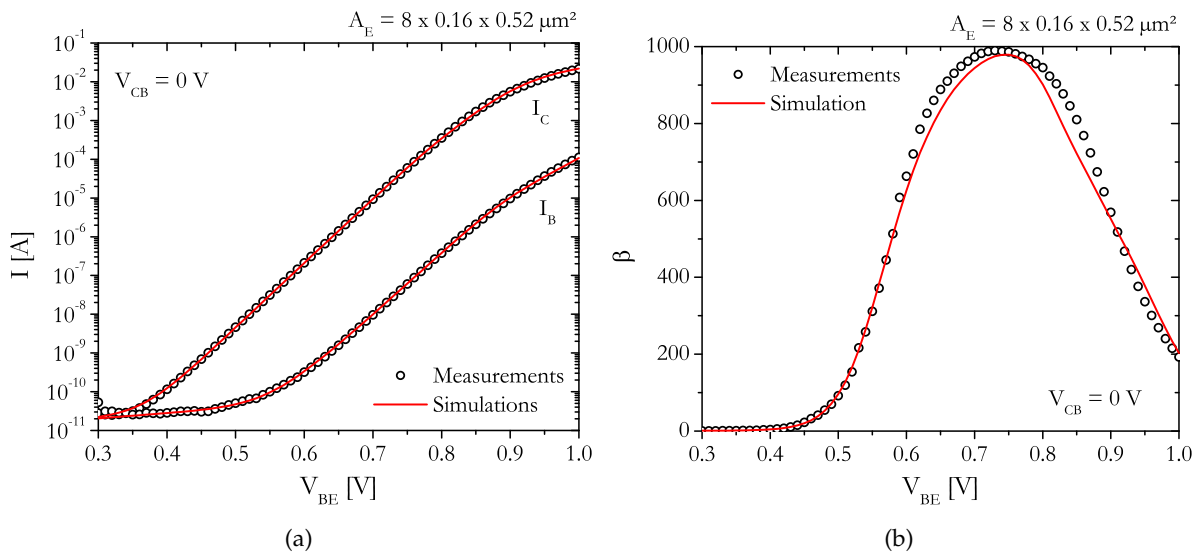 A_E = 8 x 0.16 x 0.52 µm²
10⁻¹
10⁻²
10⁻³
10⁻⁴
10⁻⁵
10⁻⁶
10⁻⁷
10⁻⁸
10⁻⁹
10⁻¹⁰
10⁻¹¹
I [A]
V_CB = 0 V
I_C
I_B
Measurements
Simulations
0.3 0.4 0.5 0.6 0.7 0.8 0.9 1.0
V_BE [V]
(a)
A_E = 8 x 0.16 x 0.52 µm²
1000
800
600
400
200
0
β
Measurements
Simulation
V_CB = 0 V
0.3 0.4 0.5 0.6 0.7 0.8 0.9 1.0
V_BE [V]
(b)